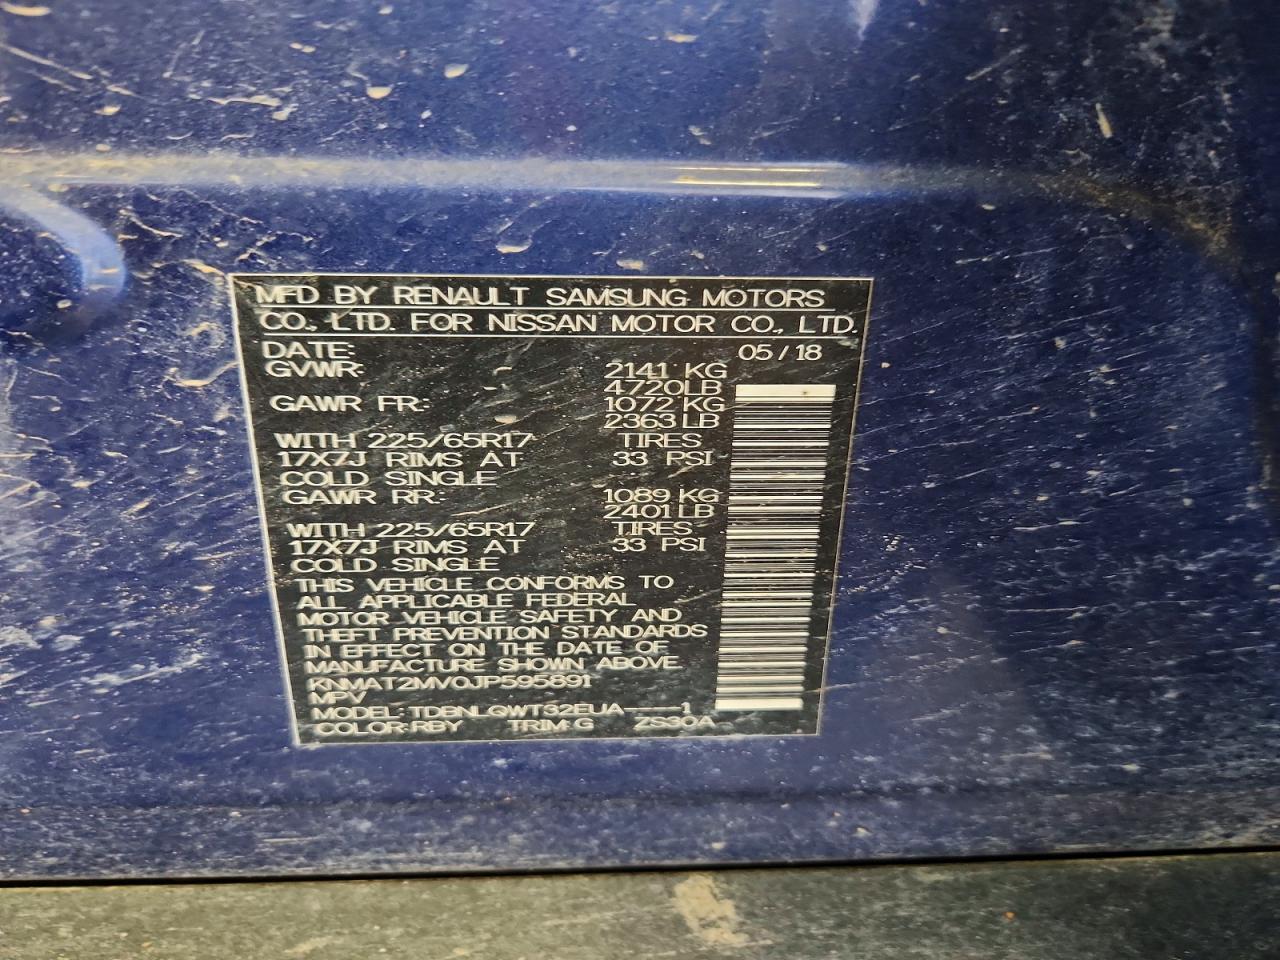 MFD BY RENAULT SAMSUNG MOTORS
CO., LTD. FOR NISSAN MOTOR CO., LTD.
DATE: 05/18
GVWR: 2141 KG
4720LB
GAWR FR.: 1072 KG
2363 LB
WITH 225/65R17 TIRES
17X7J RIMS AT 33 PSI
COLD SINGLE
GAWR RR.: 1089 KG
2401 LB
WITH 225/65R17 TIRES
17X7J RIMS AT 33 PSI
COLD SINGLE
THIS VEHICLE CONFORMS TO
ALL APPLICABLE FEDERAL
MOTOR VEHICLE SAFETY AND
THEFT PREVENTION STANDARDS
IN EFFECT ON THE DATE OF
MANUFACTURE SHOWN ABOVE.
KNMAT2MV0JP595891
MPV
MODEL: TDBNLQWT32EUA----1
COLOR:RBY TRIM:G ZS30A